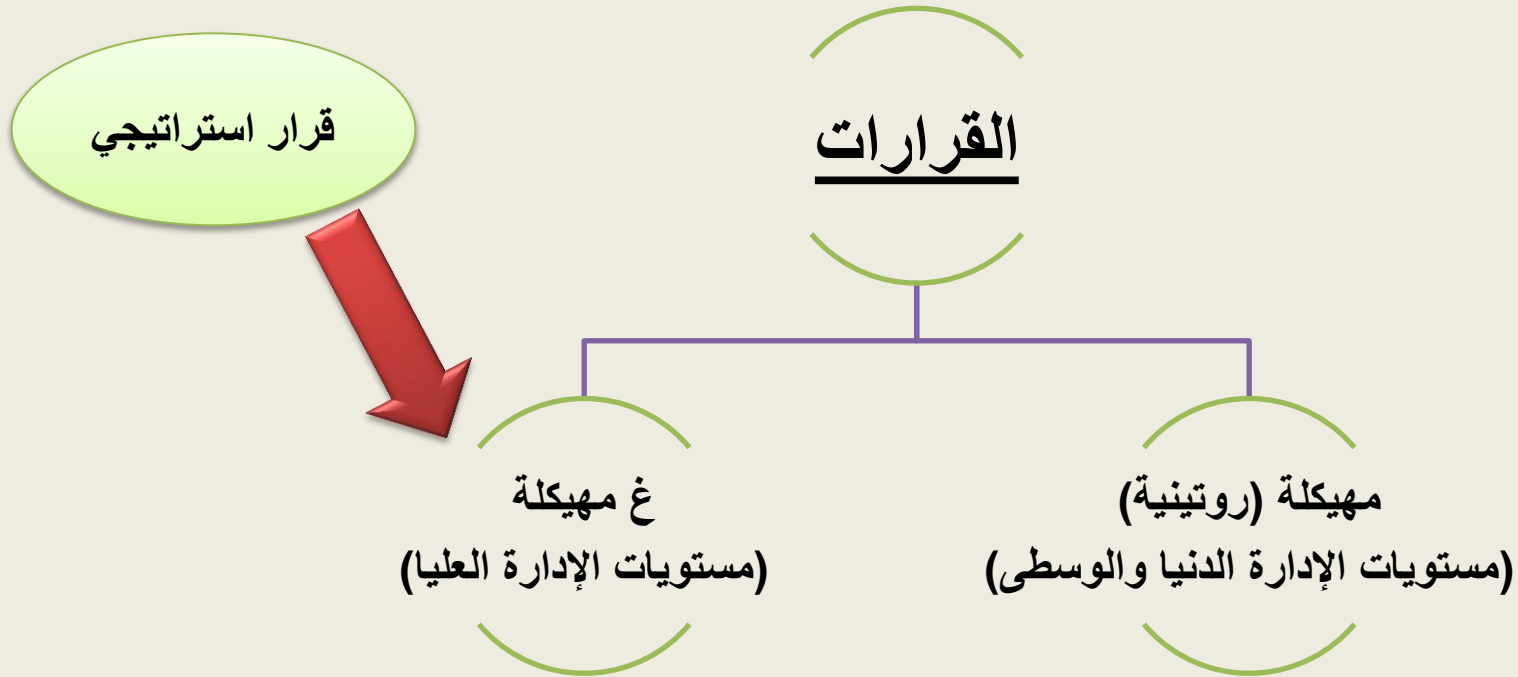 القرارات
قرار استراتيجي
مهيكلة (روتينية)
(مستويات الإدارة الدنيا والوسطى)
غ مهيكلة
(مستويات الإدارة العليا)